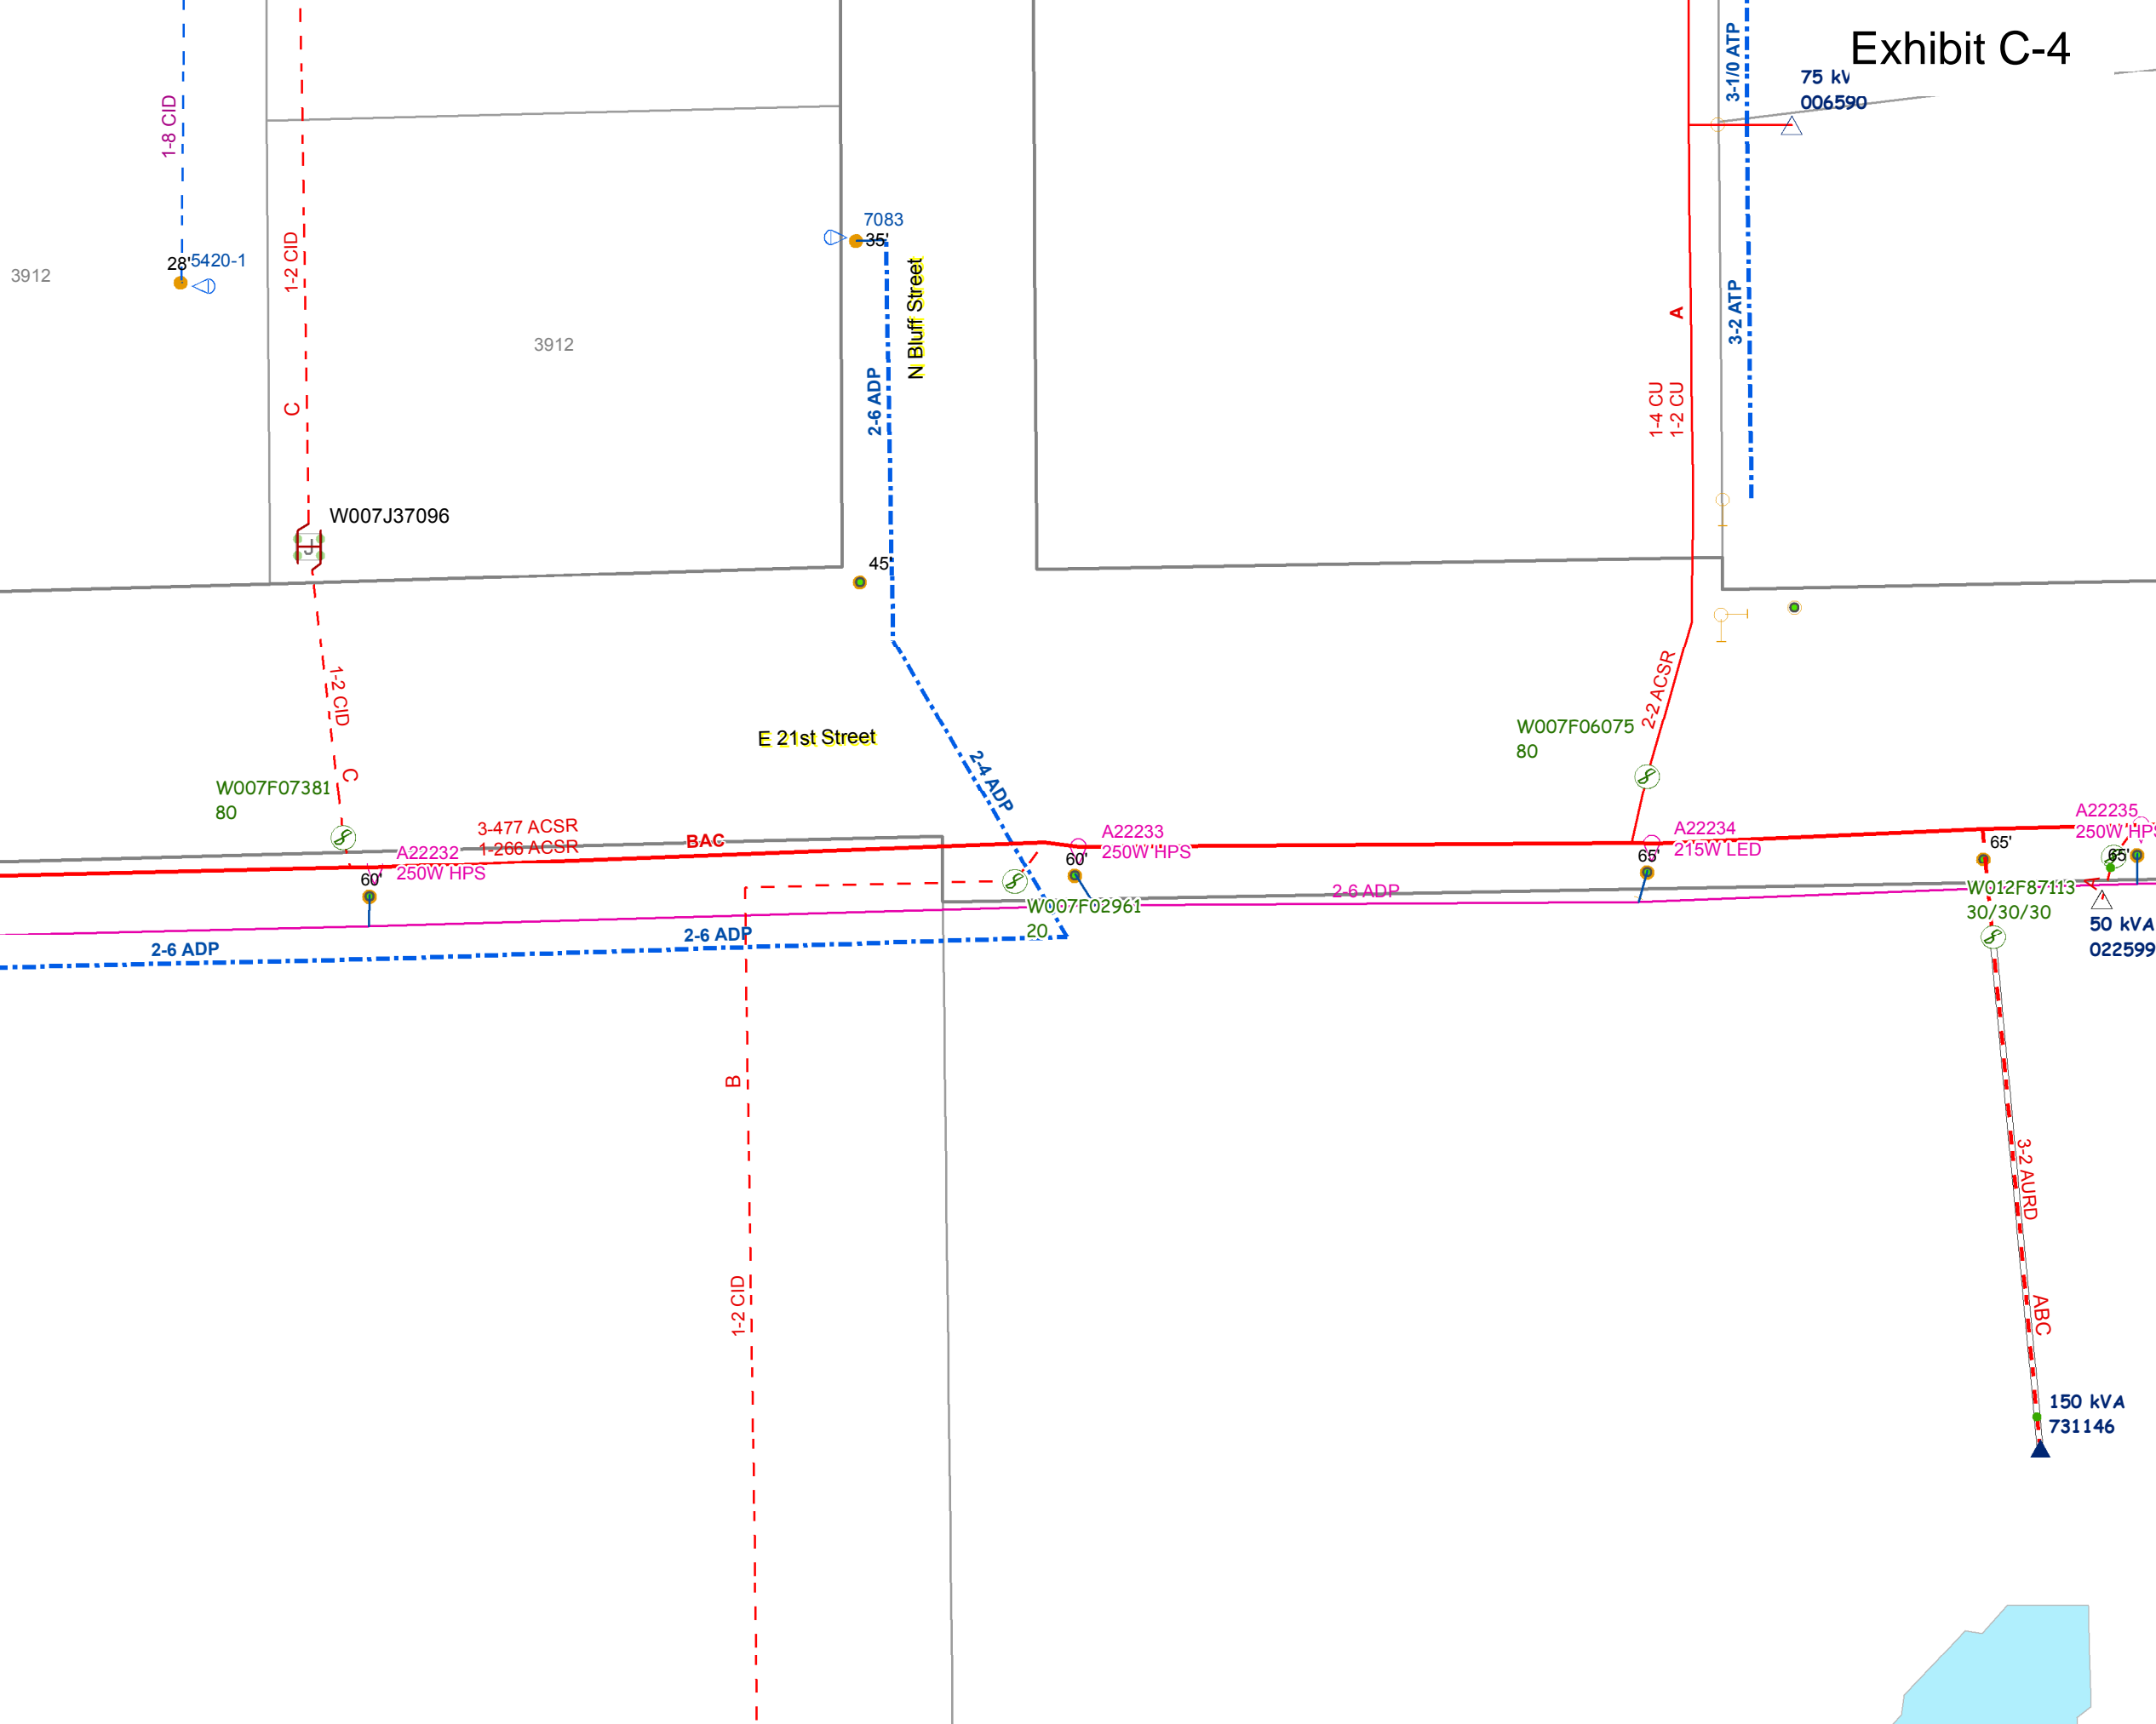 Exhibit C-4
3-1/0 ATP
75 kV
006590
1-8 CID
1-2 CID
7083
35'
28'
5420-1
3912
N Bluff Street
3-2 ATP
A
3912
2-6 ADP
1-4 CU
1-2 CU
C
W007J37096
J
45'
1-2 CID
2-2 ACSR
W007F06075
80
E 21st Street
2-4 ADP
C
W007F07381
80
3-477 ACSR
1-266 ACSR
BAC
A22232
250W HPS
60'
A22233
250W HPS
60'
A22234
215W LED
65'
A22235
250W HPS
65'
65'
2-6 ADP
W012F87113
30/30/30
W007F02961
20
50 kVA
022599
2-6 ADP
2-6 ADP
B
3-2 AURD
1-2 CID
ABC
150 kVA
731146